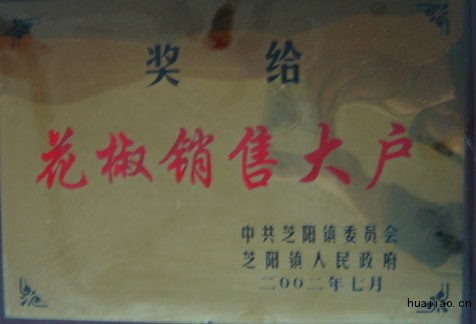 奖给
花椒销售大户
中共芝阳镇委员会
芝阳镇人民政府
二〇〇二年七月
huajiao.cn